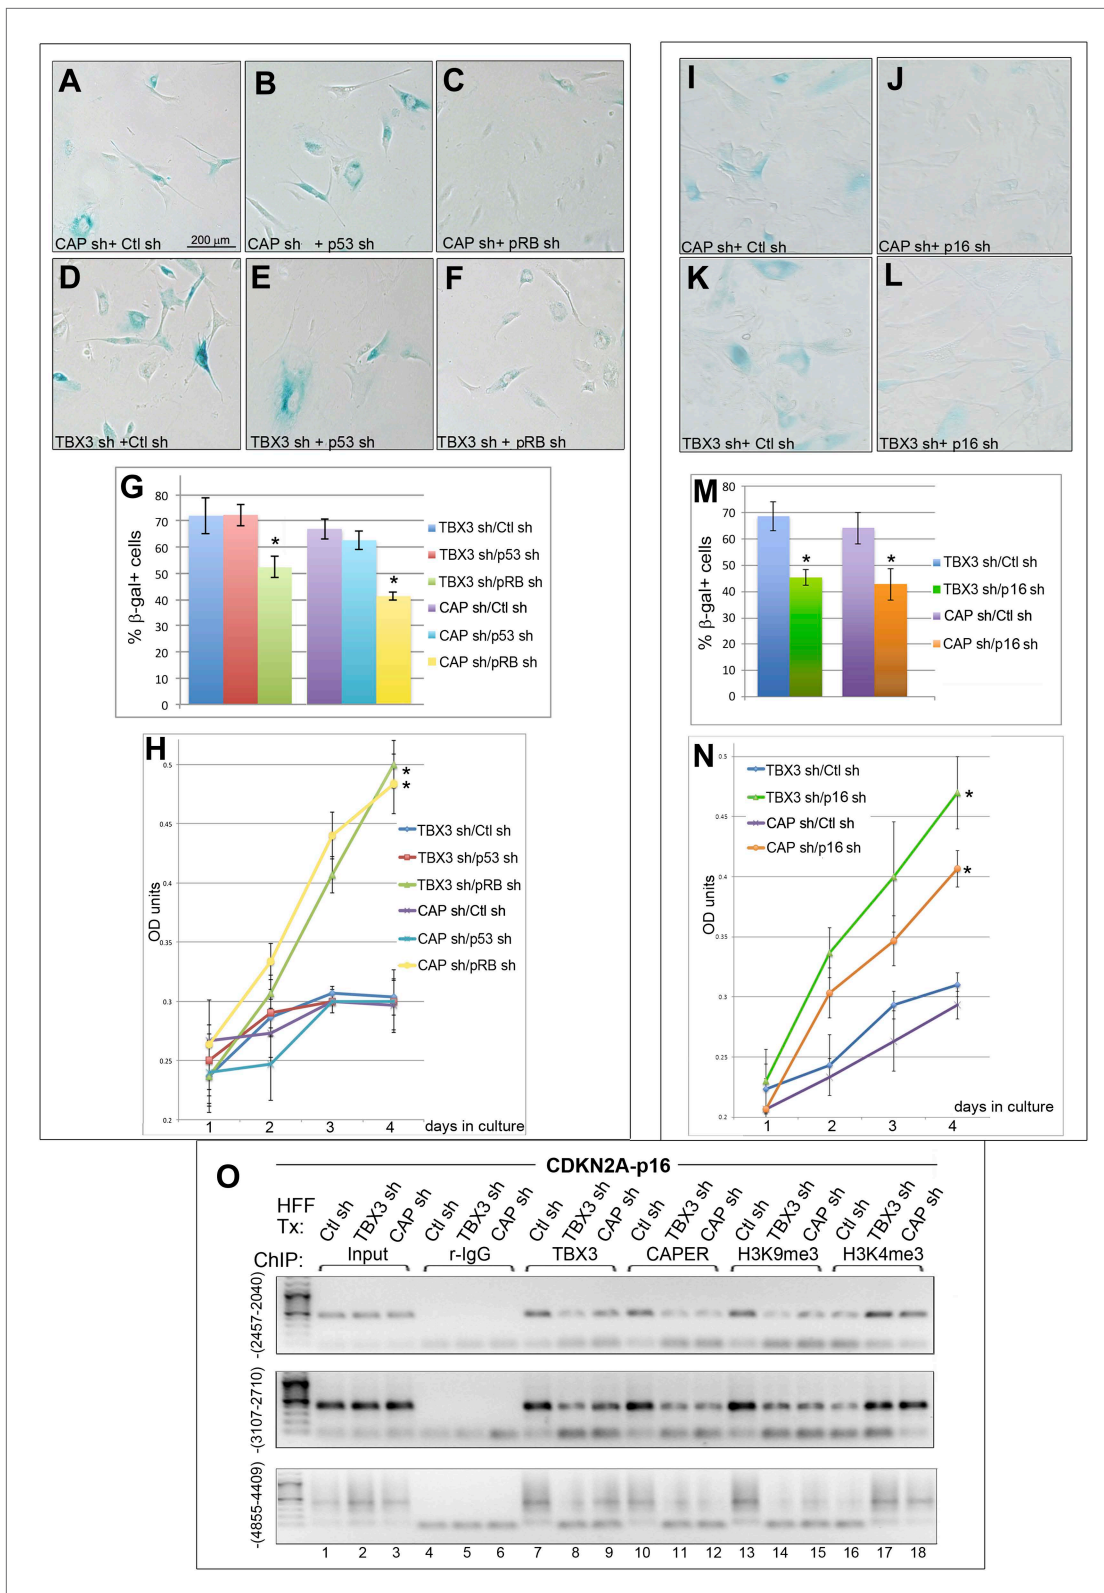 A
B
C
CAP sh+ Ctl sh
200 μm
CAP sh + p53 sh
CAP sh+ pRB sh
D
E
F
TBX3 sh +Ctl sh
TBX3 sh + p53 sh
TBX3 sh + pRB sh
G
% β-gal+ cells
80
70
60
50
40
30
20
10
0
*
*
TBX3 sh/Ctl sh
TBX3 sh/p53 sh
TBX3 sh/pRB sh
CAP sh/Ctl sh
CAP sh/p53 sh
CAP sh/pRB sh
H
OD units
0.5
0.4
0.35
0.3
0.25
0.2
*
*
TBX3 sh/Ctl sh
TBX3 sh/p53 sh
TBX3 sh/pRB sh
CAP sh/Ctl sh
CAP sh/p53 sh
CAP sh/pRB sh
1 2 3 4 days in culture
I
J
CAP sh+ Ctl sh
CAP sh+ p16 sh
K
L
TBX3 sh+ Ctl sh
TBX3 sh+ p16 sh
M
% β-gal+ cells
80
70
60
50
40
30
20
10
0
*
*
TBX3 sh/Ctl sh
TBX3 sh/p16 sh
CAP sh/Ctl sh
CAP sh/p16 sh
N
OD units
0.5
0.45
0.4
0.35
0.3
0.25
0.2
TBX3 sh/Ctl sh
TBX3 sh/p16 sh
CAP sh/Ctl sh
CAP sh/p16 sh
*
*
days in culture
1 2 3 4
O
CDKN2A-p16
HFF
Tx:
Ctl sh TBX3 sh CAP sh Ctl sh TBX3 sh CAP sh Ctl sh TBX3 sh CAP sh Ctl sh TBX3 sh CAP sh Ctl sh TBX3 sh CAP sh Ctl sh TBX3 sh CAP sh
ChIP: Input r-IgG TBX3 CAPER H3K9me3 H3K4me3
-(2457-2040)
-(3107-2710)
-(4855-4409)
1 2 3 4 5 6 7 8 9 10 11 12 13 14 15 16 17 18